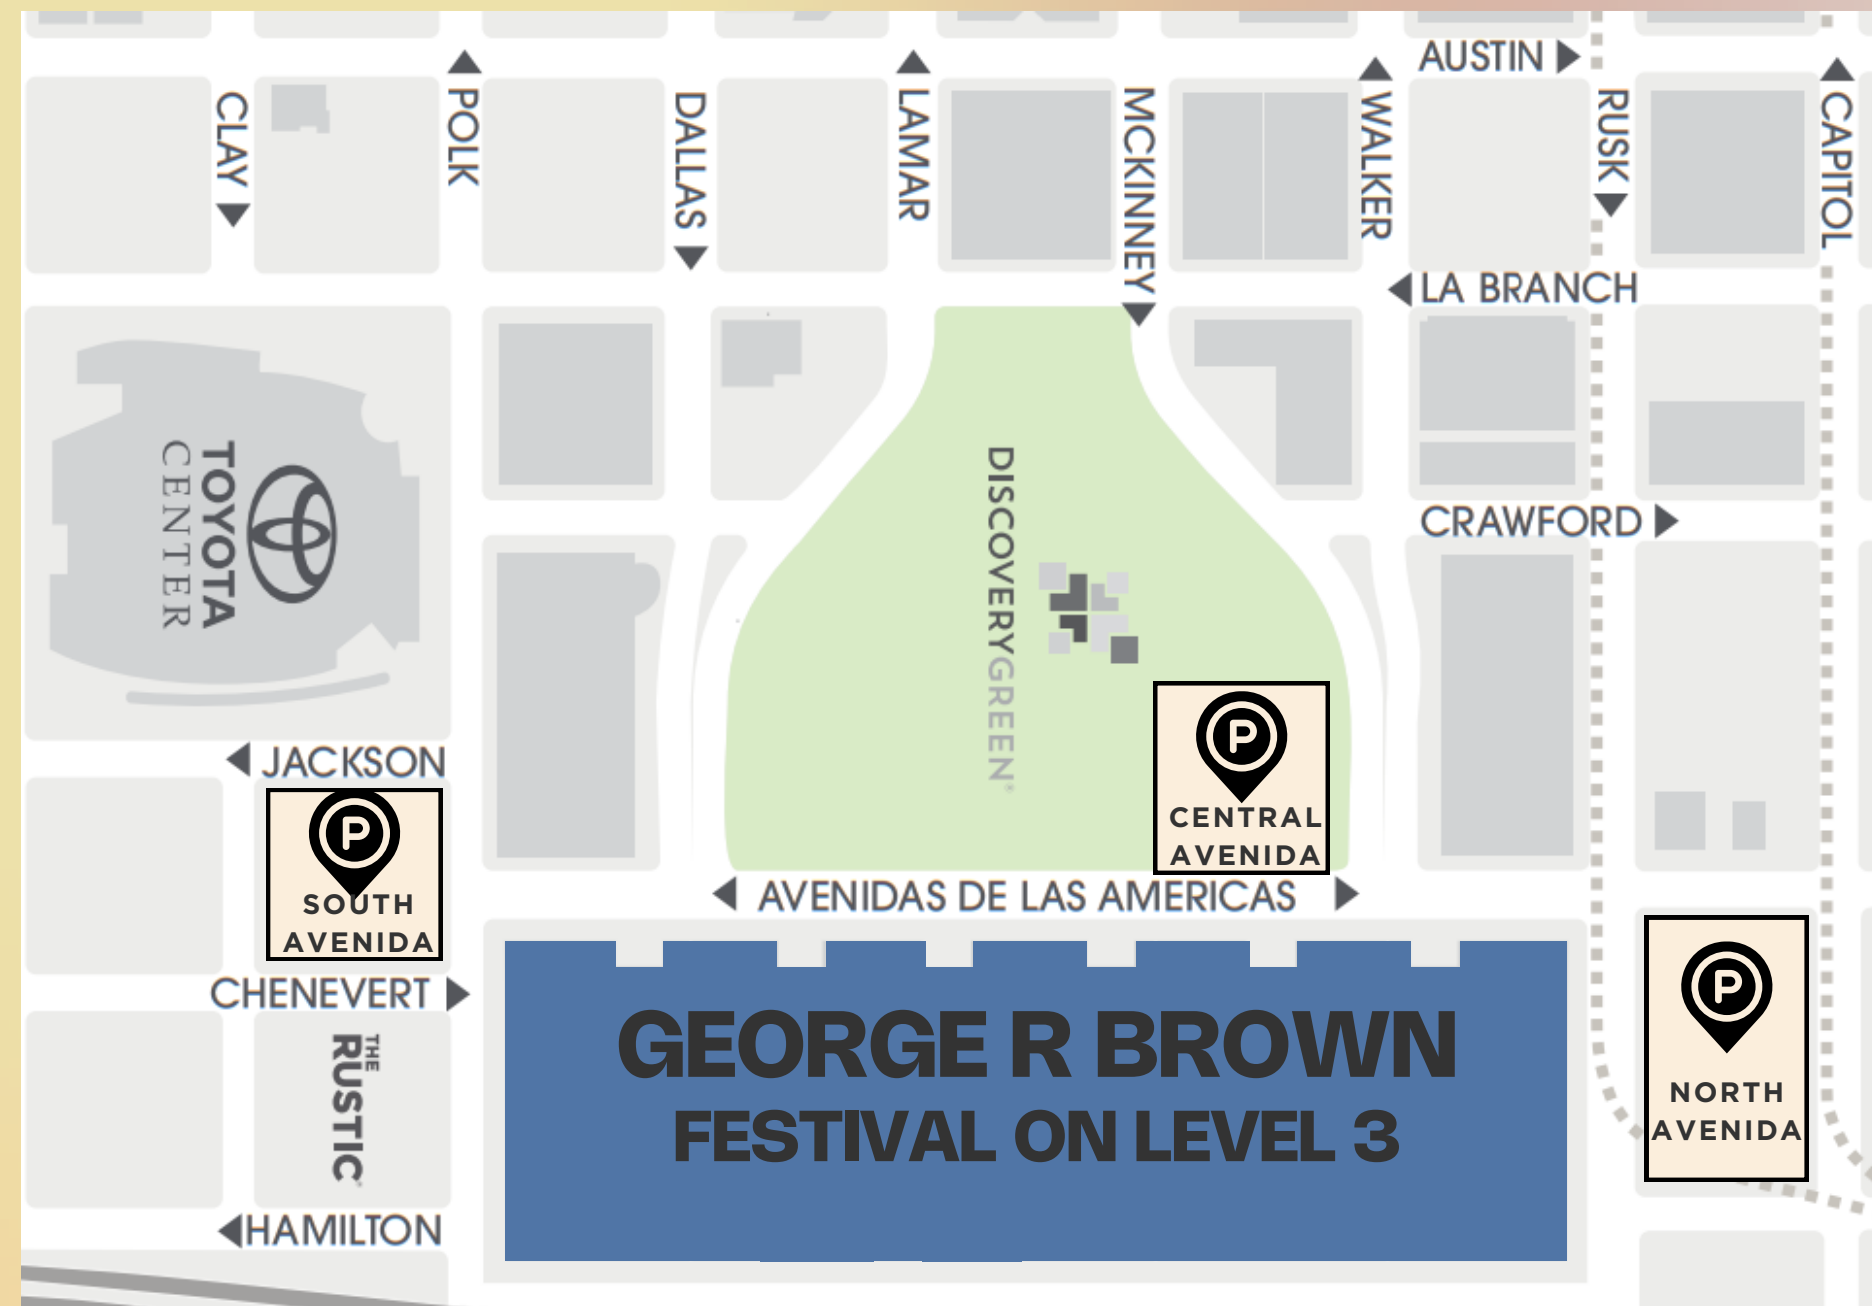 AUSTIN
CLAY
POLK
DALLAS
LAMAR
MCKINNEY
WALKER
RUSK
CAPITOL
LA BRANCH
TOYOTA
CENTER
DISCOVERYGREEN®
CRAWFORD
JACKSON
P
SOUTH
AVENIDA
P
CENTRAL
AVENIDA
AVENIDAS DE LAS AMERICAS
CHENEVERT
THE
RUSTIC
HAMILTON
GEORGE R BROWN
FESTIVAL ON LEVEL 3
P
NORTH
AVENIDA